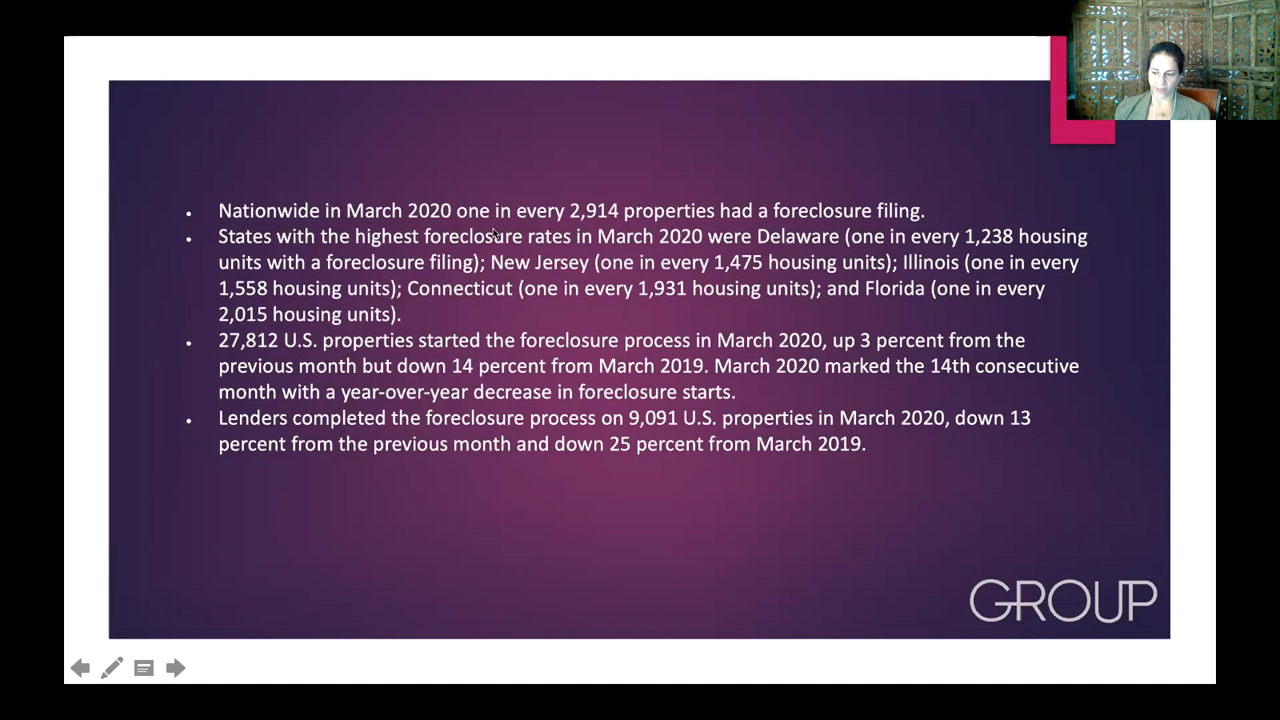 Nationwide in March 2020 one in every 2,914 properties had a foreclosure filing.
States with the highest foreclosure rates in March 2020 were Delaware (one in every 1,238 housing
units with a foreclosure filing); New Jersey (one in every 1,475 housing units); Illinois (one in every
1,558 housing units); Connecticut (one in every 1,931 housing units); and Florida (one in every
2,015 housing units).
27,812 U.S. properties started the foreclosure process in March 2020, up 3 percent from the
previous month but down 14 percent from March 2019. March 2020 marked the 14th consecutive
month with a year-over-year decrease in foreclosure starts.
Lenders completed the foreclosure process on 9,091 U.S. properties in March 2020, down 13
percent from the previous month and down 25 percent from March 2019.
GROUP